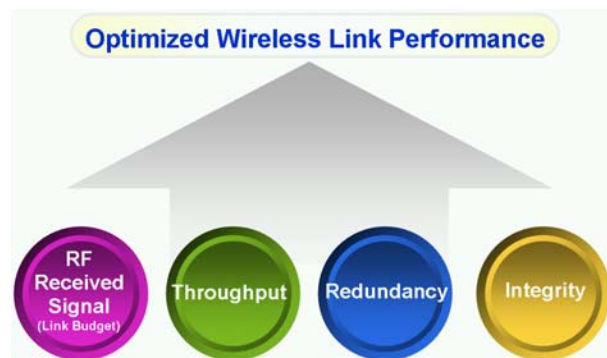 Optimized Wireless Link Performance
RF
Received
Signal
(Link Budget)
Throughput
Redundancy
Integrity